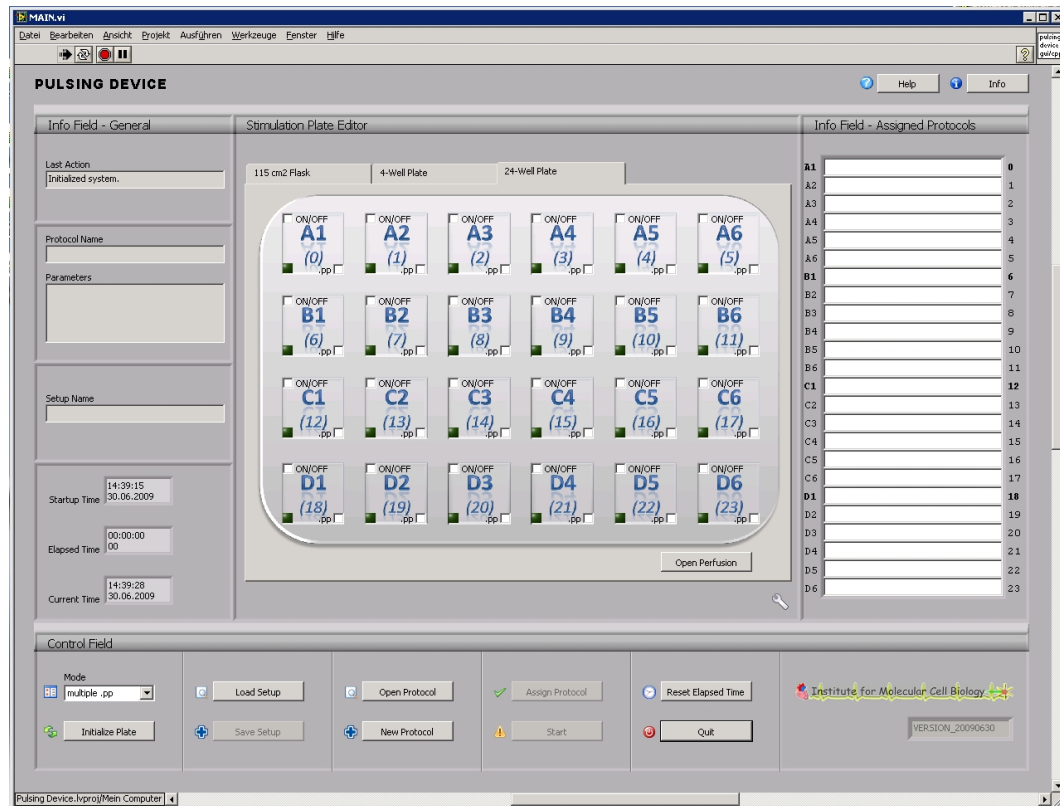 MAIN.vi
Datei Bearbeiten Ansicht Projekt Ausführen Werkzeuge Fenster Hilfe
pulsing
device
gui/cpp
PULSING DEVICE
Help
Info
Info Field - General
Stimulation Plate Editor
Info Field - Assigned Protocols
Last Action
Initialized system.
Protocol Name
Parameters
Setup Name
Startup Time
14:39:15
30.06.2009
Elapsed Time
00:00:00
00
Current Time
14:39:28
30.06.2009
115 cm2 Flask
4-Well Plate
24-Well Plate
ON/OFF ON/OFF ON/OFF ON/OFF ON/OFF ON/OFF
A1 A2 A3 A4 A5 A6
(0) (1) (2) (3) (4) (5)
.pp .pp .pp .pp .pp .pp
ON/OFF ON/OFF ON/OFF ON/OFF ON/OFF ON/OFF
B1 B2 B3 B4 B5 B6
(6) (7) (8) (9) (10) (11)
.pp .pp .pp .pp .pp .pp
ON/OFF ON/OFF ON/OFF ON/OFF ON/OFF ON/OFF
C1 C2 C3 C4 C5 C6
(12) (13) (14) (15) (16) (17)
.pp .pp .pp .pp .pp .pp
ON/OFF ON/OFF ON/OFF ON/OFF ON/OFF ON/OFF
D1 D2 D3 D4 D5 D6
(18) (19) (20) (21) (22) (23)
.pp .pp .pp .pp .pp .pp
Open Perfusion
A1 0
A2 1
A3 2
A4 3
A5 4
A6 5
B1 6
B2 7
B3 8
B4 9
B5 10
B6 11
C1 12
C2 13
C3 14
C4 15
C5 16
C6 17
D1 18
D2 19
D3 20
D4 21
D5 22
D6 23
Control Field
Mode
multiple .pp
Initialize Plate
Load Setup
Save Setup
Open Protocol
New Protocol
Assign Protocol
Start
Reset Elapsed Time
Quit
Institute for Molecular Cell Biology
VERSION_20090630
Pulsing Device.lvproj/Mein Computer